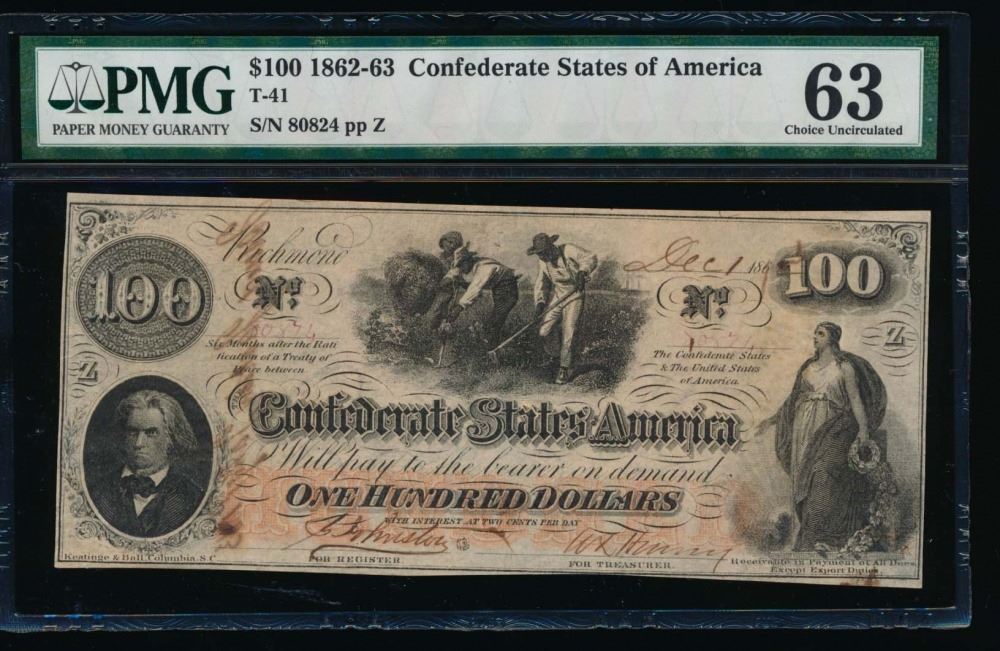 $100 1862-63 Confederate States of America
T-41
S/N 80824 pp Z
PMG
PAPER MONEY GUARANTY
63
Choice Uncirculated
Richmond
Dec 1 186
100
100
No
No
Six Months after the Rati
fication of a Treaty of
Peace between
The Confederate States
& The United States
of America.
Z
Z
Confederate States America
Will pay to the bearer on demand
ONE HUNDRED DOLLARS
WITH INTEREST AT TWO CENTS PER DAY
Keatinge & Ball, Columbia, S.C.
FOR REGISTER.
FOR TREASURER.
Receivable in Payment of All Dues
Except Export Duties.